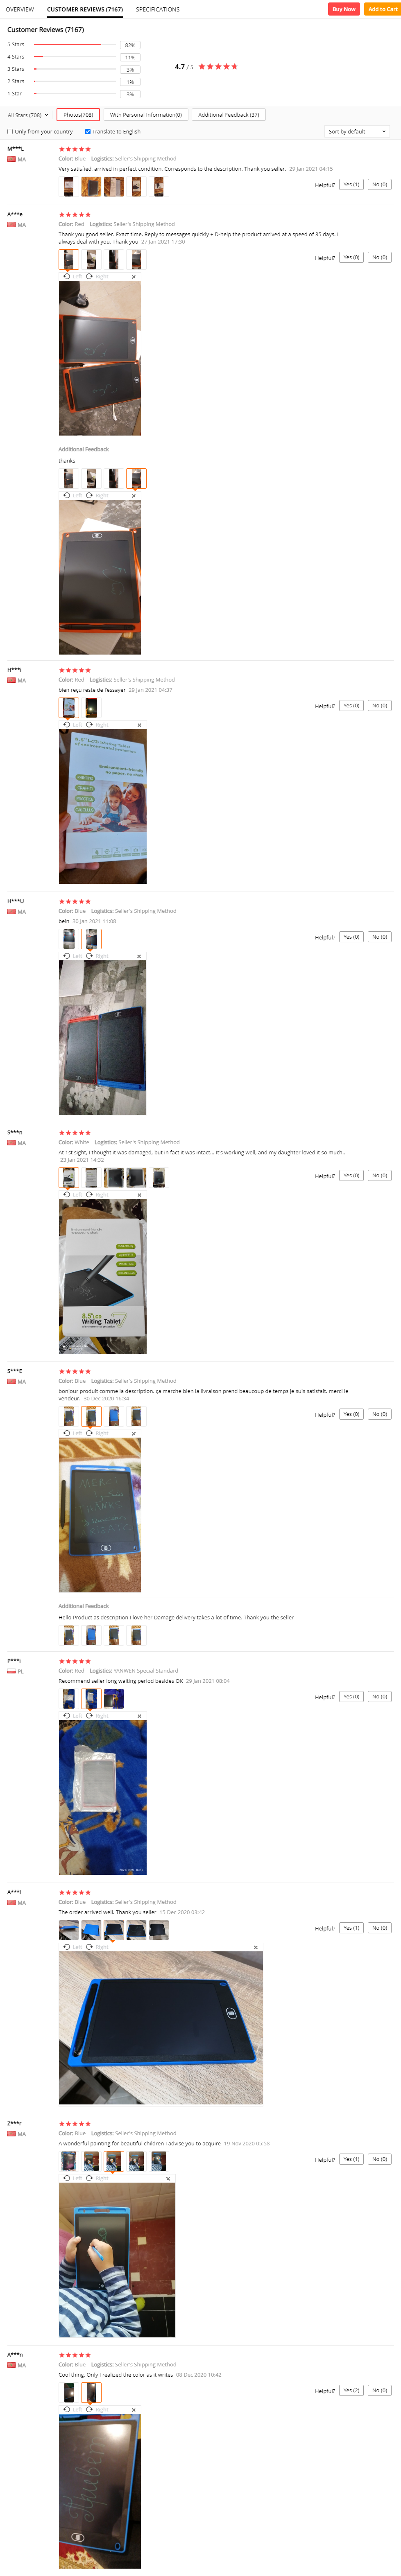 OVERVIEW
CUSTOMER REVIEWS (7167)
SPECIFICATIONS
Buy Now
Add to Cart
Customer Reviews (7167)
5 Stars 82%
4 Stars 11%
3 Stars 3%
2 Stars 1%
1 Star 3%
4.7 / 5
All Stars (708)
Photos(708)
With Personal Information(0)
Additional Feedback (37)
Only from your country
Translate to English
Sort by default
M***L
MA
Color: Blue Logistics: Seller's Shipping Method
Very satisfied, arrived in perfect condition. Corresponds to the description. Thank you seller. 29 Jan 2021 04:15
Helpful? Yes (1) No (0)
A***e
MA
Color: Red Logistics: Seller's Shipping Method
Thank you good seller. Exact time. Reply to messages quickly + D-help the product arrived at a speed of 35 days. I
always deal with you. Thank you 27 Jan 2021 17:30
Helpful? Yes (0) No (0)
Left Right
Additional Feedback
thanks
Left Right
H***i
MA
Color: Red Logistics: Seller's Shipping Method
bien reçu reste de l'essayer 29 Jan 2021 04:37
Helpful? Yes (0) No (0)
Left Right
8.5" LCD Writing Tablet
Environment-friendly
no paper, no chalk
H***U
MA
Color: Blue Logistics: Seller's Shipping Method
bein 30 Jan 2021 11:08
Helpful? Yes (0) No (0)
Left Right
S***n
MA
Color: White Logistics: Seller's Shipping Method
At 1st sight, I thought it was damaged, but in fact it was intact... It's working well, and my daughter loved it so much..
23 Jan 2021 14:32
Helpful? Yes (0) No (0)
Left Right
8.5"
Writing Tablet
S***E
MA
Color: Blue Logistics: Seller's Shipping Method
bonjour produit comme la description, ça marche bien la livraison prend beaucoup de temps je suis satisfait. merci le
vendeur. 30 Dec 2020 16:34
Helpful? Yes (0) No (0)
Left Right
THANKS
Additional Feedback
Hello Product as description I love her Damage delivery takes a lot of time. Thank you the seller
P***i
PL
Color: Red Logistics: YANWEN Special Standard
Recommend seller long waiting period besides OK 29 Jan 2021 08:04
Helpful? Yes (0) No (0)
Left Right
A***i
MA
Color: Blue Logistics: Seller's Shipping Method
The order arrived well, Thank you seller 15 Dec 2020 03:42
Helpful? Yes (1) No (0)
Left Right
Z***r
MA
Color: Blue Logistics: Seller's Shipping Method
A wonderful painting for beautiful children I advise you to acquire 19 Nov 2020 05:58
Helpful? Yes (1) No (0)
Left Right
A***n
MA
Color: Blue Logistics: Seller's Shipping Method
Cool thing. Only I realized the color as it writes 08 Dec 2020 10:42
Helpful? Yes (2) No (0)
Left Right